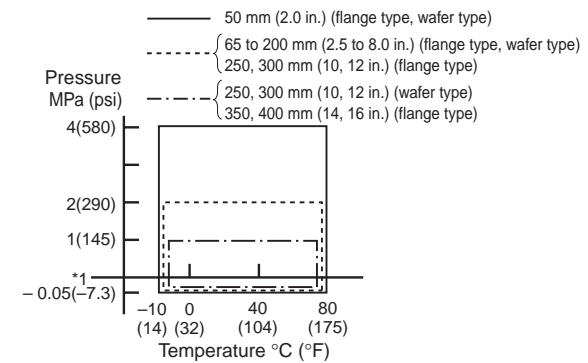 50 mm (2.0 in.) (flange type, wafer type)
65 to 200 mm (2.5 to 8.0 in.) (flange type, wafer type)
250, 300 mm (10, 12 in.) (flange type)
250, 300 mm (10, 12 in.) (wafer type)
350, 400 mm (14, 16 in.) (flange type)
Pressure
MPa (psi)
4(580)
2(290)
1(145)
*1
– 0.05(–7.3)
–10 0 40 80
(14) (32) (104) (175)
Temperature °C (°F)